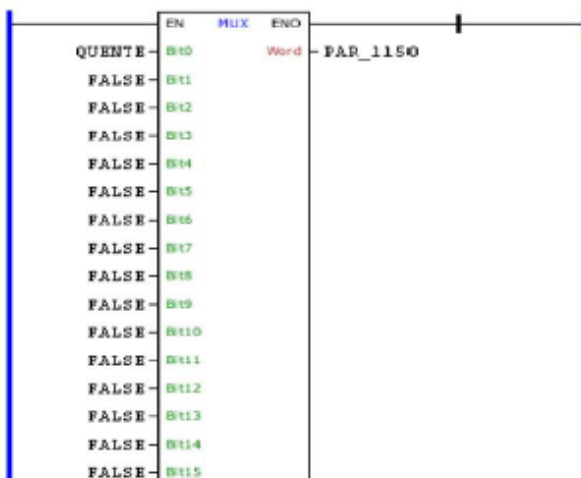 EN MUX ENO
QUENTE Bit0 Word PAR_1150
FALSE Bit1
FALSE Bit2
FALSE Bit3
FALSE Bit4
FALSE Bit5
FALSE Bit6
FALSE Bit7
FALSE Bit8
FALSE Bit9
FALSE Bit10
FALSE Bit11
FALSE Bit12
FALSE Bit13
FALSE Bit14
FALSE Bit15